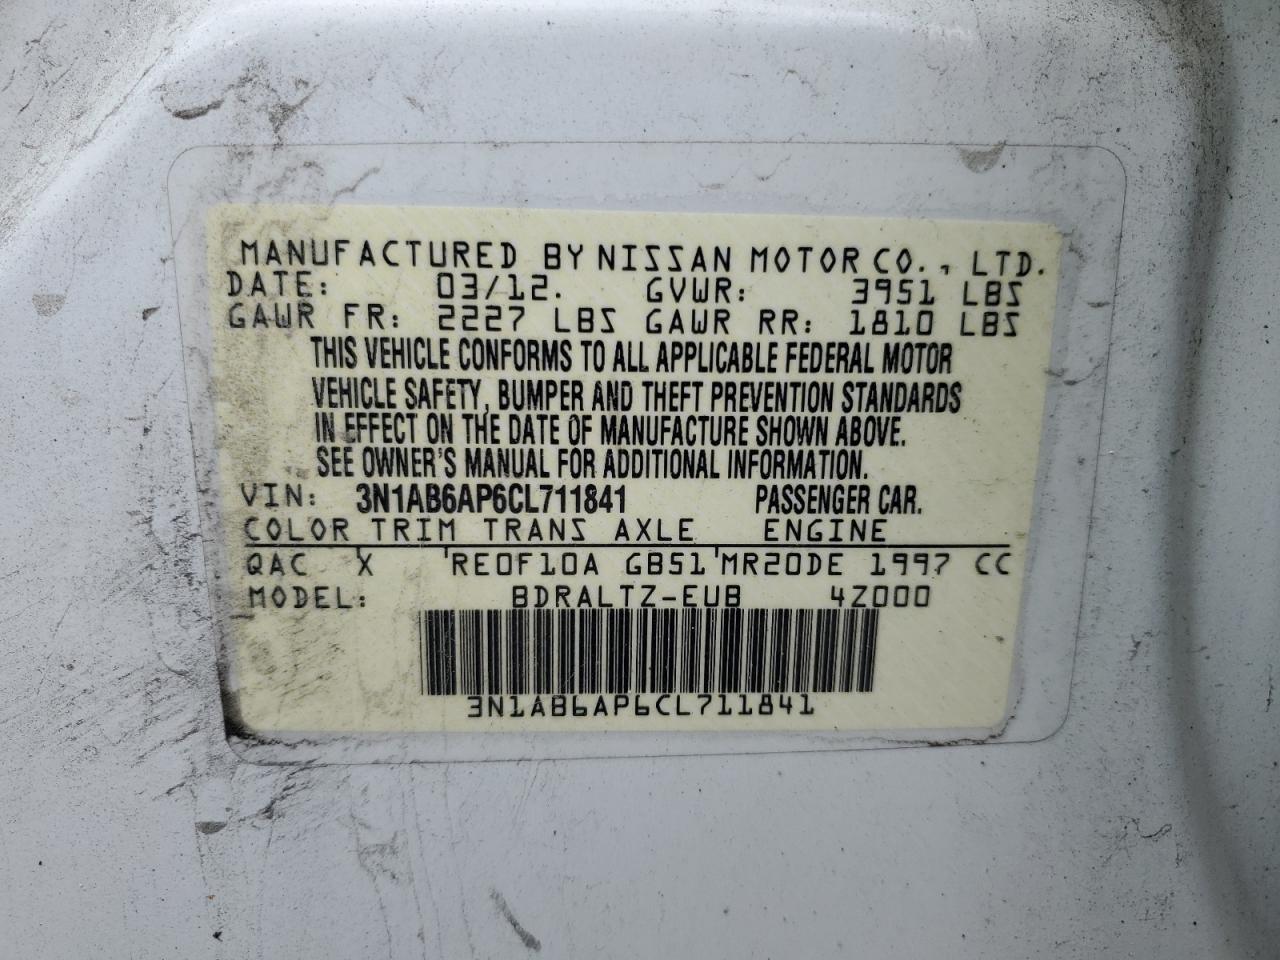 MANUFACTURED BY NISSAN MOTOR CO., LTD.
DATE: 03/12. GVWR: 3951 LBS
GAWR FR: 2227 LBS GAWR RR: 1810 LBS
THIS VEHICLE CONFORMS TO ALL APPLICABLE FEDERAL MOTOR
VEHICLE SAFETY, BUMPER AND THEFT PREVENTION STANDARDS
IN EFFECT ON THE DATE OF MANUFACTURE SHOWN ABOVE.
SEE OWNER'S MANUAL FOR ADDITIONAL INFORMATION.
VIN: 3N1AB6AP6CL711841 PASSENGER CAR.
COLOR TRIM TRANS AXLE ENGINE
QAC X RE0F10A GB51 MR20DE 1997 CC
MODEL: BDRALTZ-EUB 4Z000
3N1AB6AP6CL711841